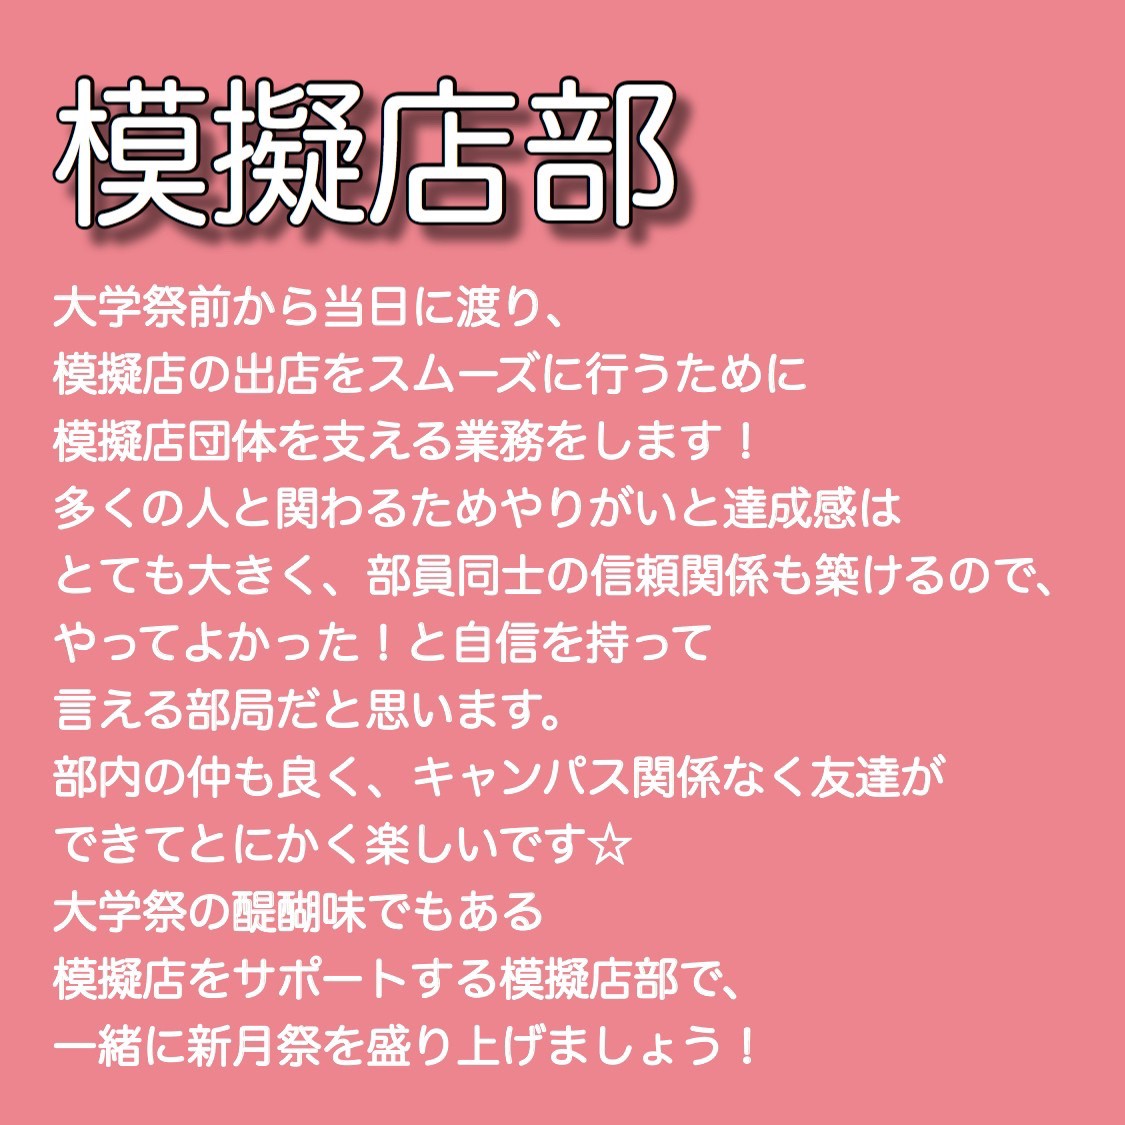 模擬店部
大学祭前から当日に渡り、
模擬店の出店をスムーズに行うために
模擬店団体を支える業務をします！
多くの人と関わるためやりがいと達成感は
とても大きく、部員同士の信頼関係も築けるので、
やってよかった！と自信を持って
言える部局だと思います。
部内の仲も良く、キャンパス関係なく友達が
できてとにかく楽しいです☆
大学祭の醍醐味でもある
模擬店をサポートする模擬店部で、
一緒に新月祭を盛り上げましょう！